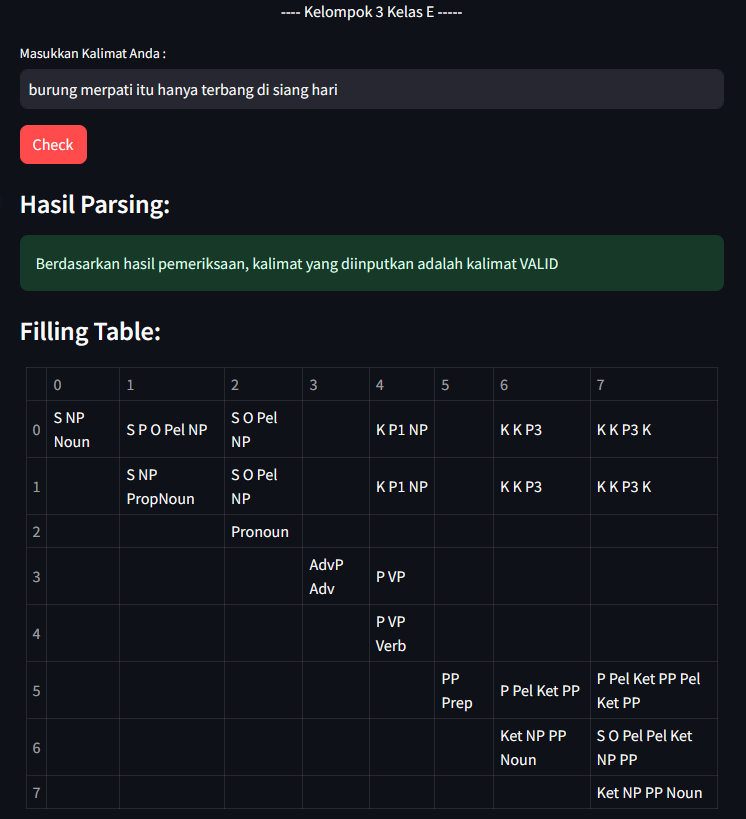 ---- Kelompok 3 Kelas E -----
Masukkan Kalimat Anda :
burung merpati itu hanya terbang di siang hari
Check
Hasil Parsing:
Berdasarkan hasil pemeriksaan, kalimat yang diinputkan adalah kalimat VALID
Filling Table:
0 1 2 3 4 5 6 7
0 S NP Noun S P O Pel NP S O Pel NP K P1 NP K K P3 K K P3 K
1 S NP PropNoun S O Pel NP K P1 NP K K P3 K K P3 K
2 Pronoun
3 AdvP Adv P VP
4 P VP Verb
5 PP Prep P Pel Ket PP P Pel Ket PP Pel Ket PP
6 Ket NP PP Noun S O Pel Pel Ket NP PP
7 Ket NP PP Noun